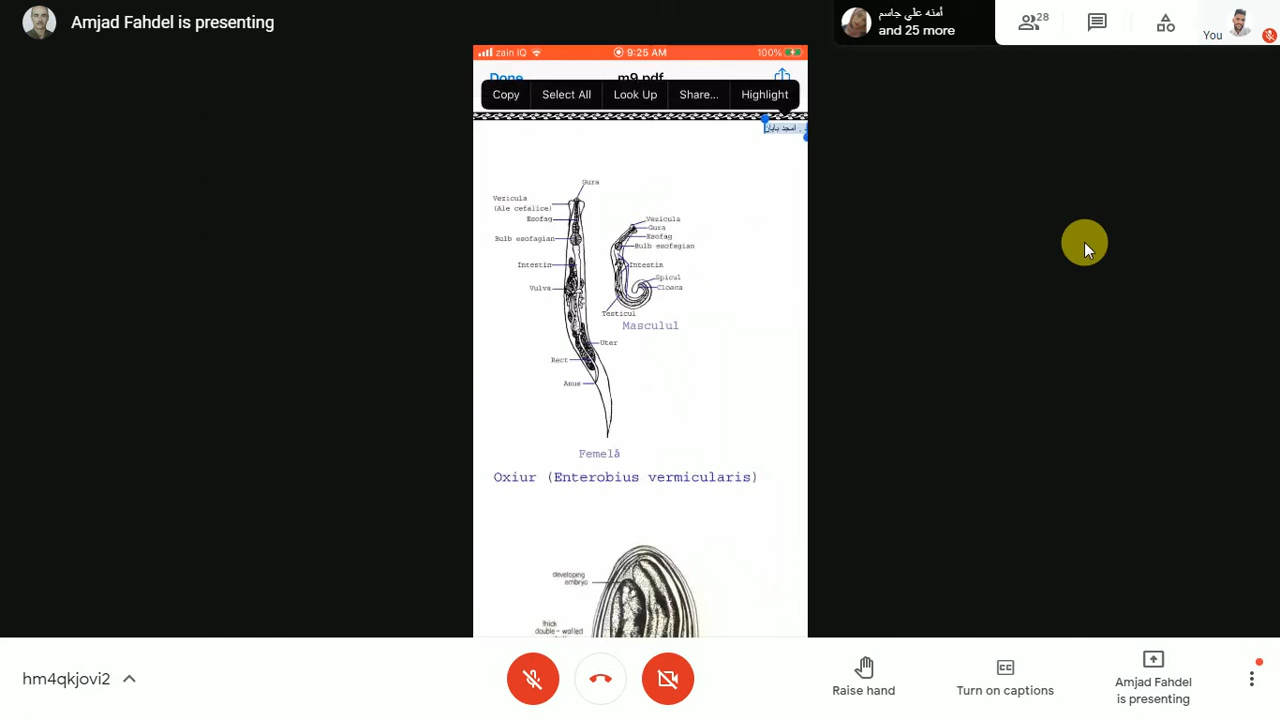 Amjad Fahdel is presenting
أمنه علي جاسم
and 25 more
28
You
zain IQ
9:25 AM
100%
Done
m9.pdf
Copy
Select All
Look Up
Share...
Highlight
Gura
Vezicula
(Ale cefalice)
Esofag
Bulb esofagian
Intestin
Vulva
Uter
Rect
Anus
Femelă
Vezicula
Gura
Esofag
Bulb esofagian
Intestin
Spicul
Cloaca
Testicul
Masculul
Oxiur (Enterobius vermicularis)
developing
embryo
thick
double-walled
hm4qkjovi2
Raise hand
CC
Turn on captions
Amjad Fahdel
is presenting